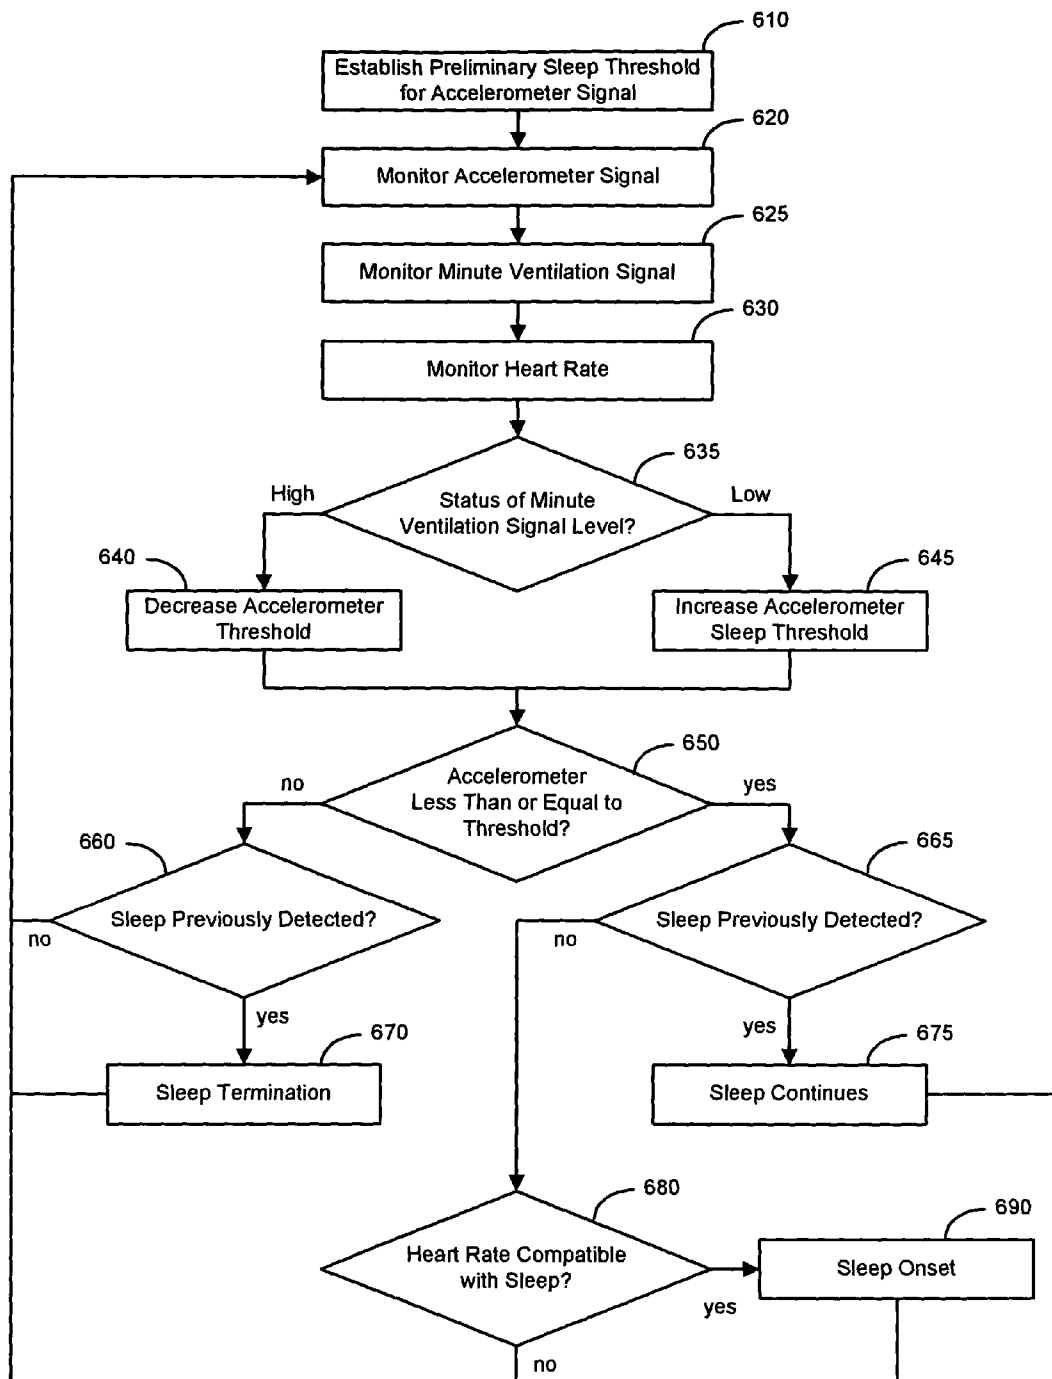 610
Establish Preliminary Sleep Threshold
for Accelerometer Signal
620
Monitor Accelerometer Signal
625
Monitor Minute Ventilation Signal
630
Monitor Heart Rate
635
High
Status of Minute
Ventilation Signal Level?
Low
640
645
Decrease Accelerometer
Threshold
Increase Accelerometer
Sleep Threshold
650
no
Accelerometer
Less Than or Equal to
Threshold?
yes
660
665
Sleep Previously Detected?
Sleep Previously Detected?
no
no
yes
670
yes
675
Sleep Termination
Sleep Continues
680
690
Heart Rate Compatible
with Sleep?
Sleep Onset
yes
no